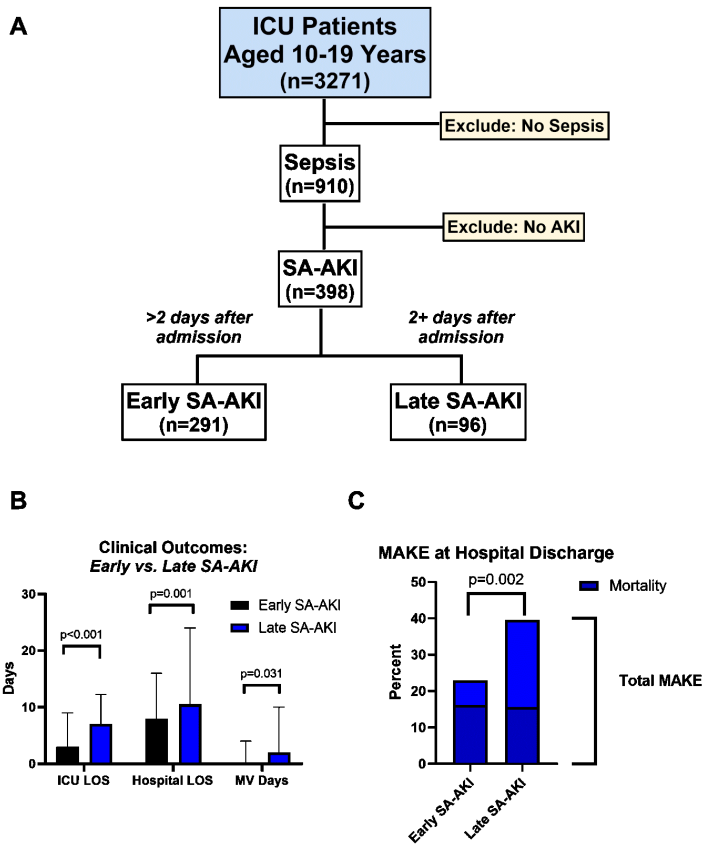 A
ICU Patients
Aged 10-19 Years
(n=3271)
Exclude: No Sepsis
Sepsis
(n=910)
Exclude: No AKI
SA-AKI
(n=398)
>2 days after
admission
2+ days after
admission
Early SA-AKI
(n=291)
Late SA-AKI
(n=96)
B
Clinical Outcomes:
Early vs. Late SA-AKI
30
20
10
0
Days
p<0.001
p=0.001
p=0.031
Early SA-AKI
Late SA-AKI
ICU LOS
Hospital LOS
MV Days
C
MAKE at Hospital Discharge
50
40
30
20
10
0
Percent
p=0.002
Mortality
Total MAKE
Early SA-AKI
Late SA-AKI